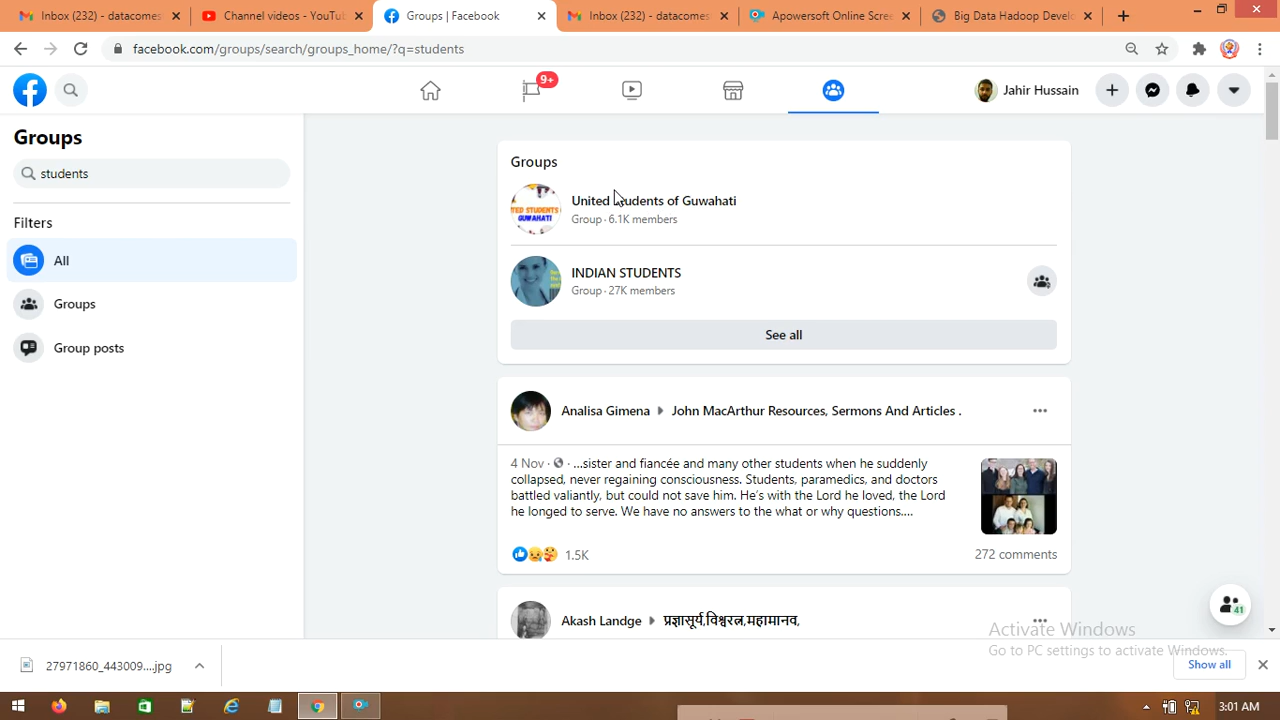 Inbox (232) - datacomes
Channel videos - YouTu
Groups | Facebook
Inbox (232) - datacomes
Apowersoft Online Scree
Big Data Hadoop Develo
facebook.com/groups/search/groups_home/?q=students
9+
Jahir Hussain
Groups
students
Filters
All
Groups
Group posts
Groups
United Students of Guwahati
Group · 6.1K members
INDIAN STUDENTS
Group · 27K members
See all
Analisa Gimena ▸ John MacArthur Resources, Sermons And Articles .
4 Nov · ...sister and fiancée and many other students when he suddenly
collapsed, never regaining consciousness. Students, paramedics, and doctors
battled valiantly, but could not save him. He's with the Lord he loved, the Lord
he longed to serve. We have no answers to the what or why questions....
1.5K
272 comments
Akash Landge ▸ प्रज्ञासूर्य,विश्वरत्न,महामानव,
41
Activate Windows
Go to PC settings to activate Windows.
27971860_443009....jpg
Show all
3:01 AM